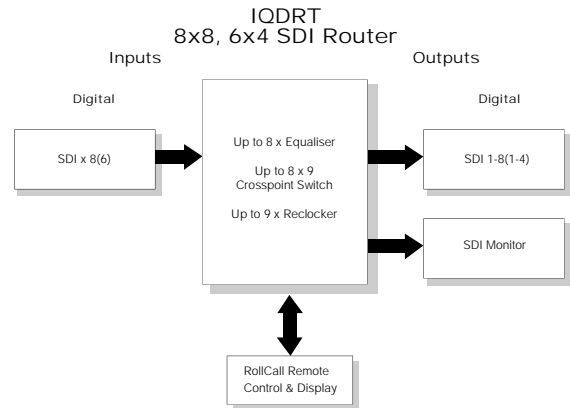 IQDRT
8x8, 6x4 SDI Router
Inputs
Outputs
Digital
Digital
SDI x 8(6)
Up to 8 x Equaliser
Up to 8 x 9
Crosspoint Switch
Up to 9 x Reclocker
SDI 1-8(1-4)
SDI Monitor
RollCall Remote
Control & Display